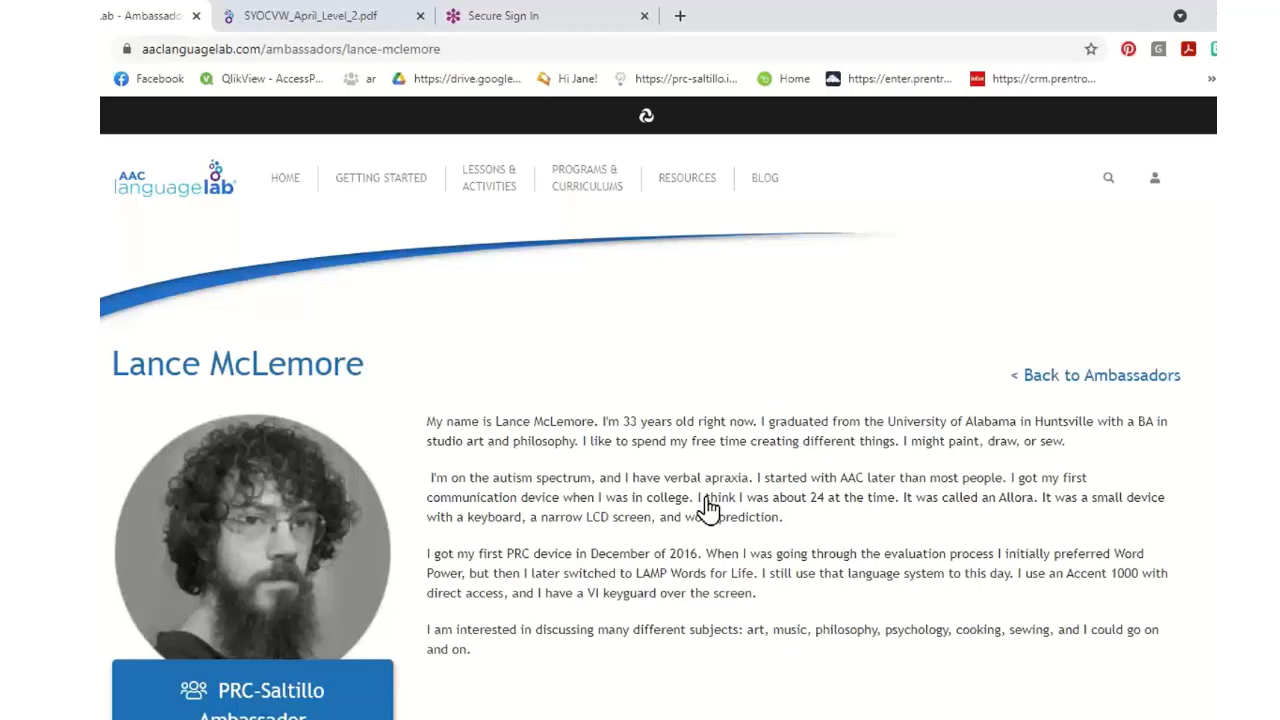 .ab - Ambassado
SYOCVW_April_Level_2.pdf
Secure Sign In
aaclanguagelab.com/ambassadors/lance-mclemore
Facebook
QlikView - AccessP...
ar
https://drive.google...
Hi Jane!
https://prc-saltillo.i...
Home
https://enter.prentr...
https://crm.prentro...
AAC
languagelab
HOME
GETTING STARTED
LESSONS &
ACTIVITIES
PROGRAMS &
CURRICULUMS
RESOURCES
BLOG
Lance McLemore
< Back to Ambassadors
My name is Lance McLemore. I'm 33 years old right now. I graduated from the University of Alabama in Huntsville with a BA in
studio art and philosophy. I like to spend my free time creating different things. I might paint, draw, or sew.
I'm on the autism spectrum, and I have verbal apraxia. I started with AAC later than most people. I got my first
communication device when I was in college. I think I was about 24 at the time. It was called an Allora. It was a small device
with a keyboard, a narrow LCD screen, and prediction.
I got my first PRC device in December of 2016. When I was going through the evaluation process I initially preferred Word
Power, but then I later switched to LAMP Words for Life. I still use that language system to this day. I use an Accent 1000 with
direct access, and I have a VI keyguard over the screen.
I am interested in discussing many different subjects: art, music, philosophy, psychology, cooking, sewing, and I could go on
and on.
PRC-Saltillo
Ambassador